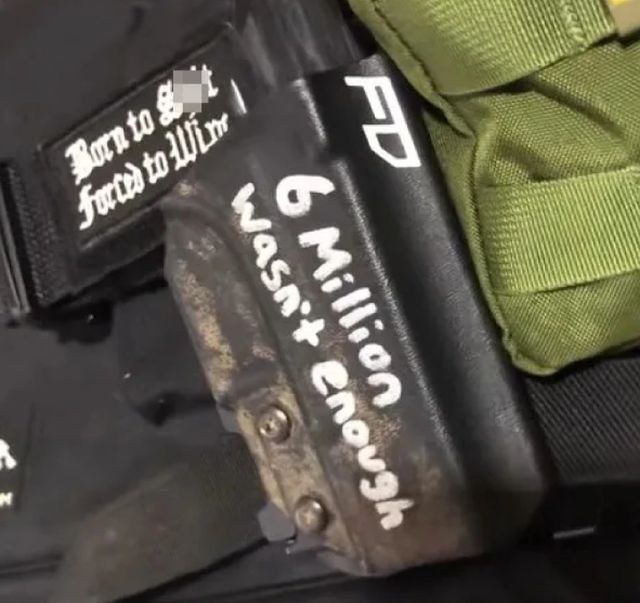 Born to
Forced to Win
FD
6 Million
wasn't enough